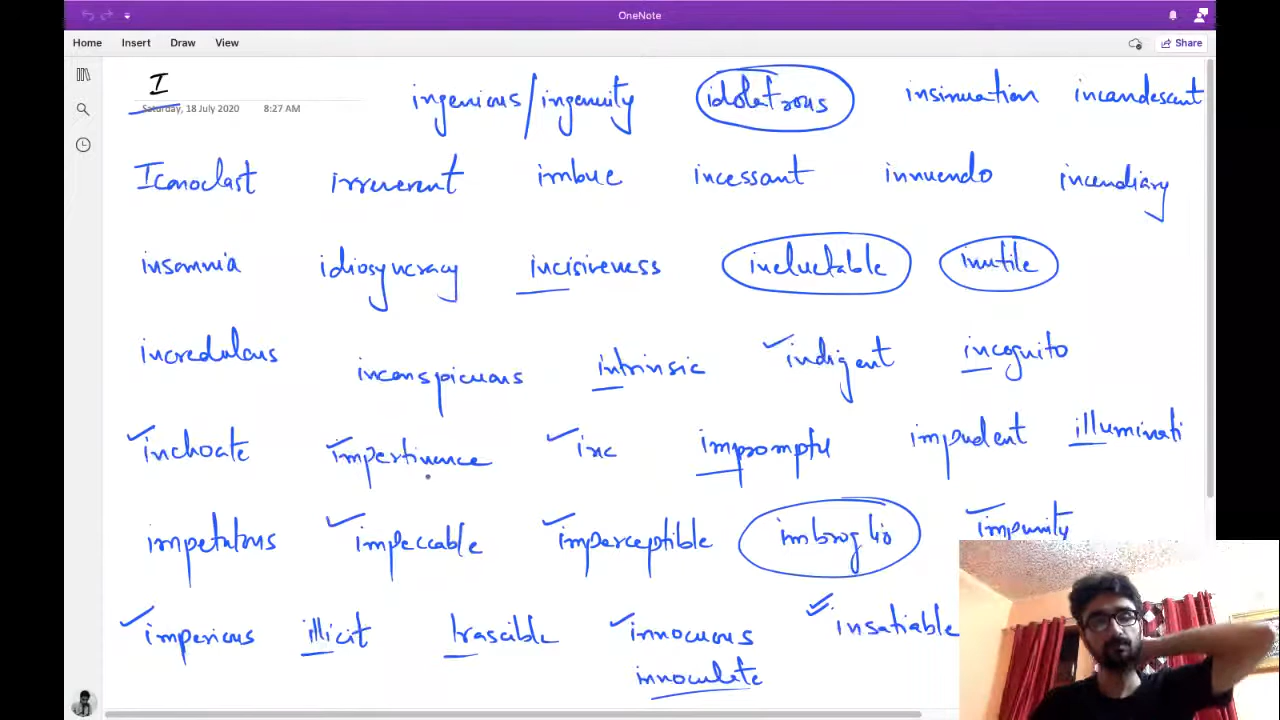 OneNote
Home Insert Draw View Share
I
Saturday, 18 July 2020 8:27 AM
ingenious/ingenuity idolatrous insinuation incandescent
Iconoclast irreverent imbue incessant innuendo incendiary
insomnia idiosyncracy incisiveness ineluctable inutile
incredulous inconspicuous intrinsic indigent incognito
inchoate impertinence inc impromptu impudent illuminati
impetuous impeccable imperceptible imbroglio impunity
imperious illicit Irascible innocuous insatiable
innoculate